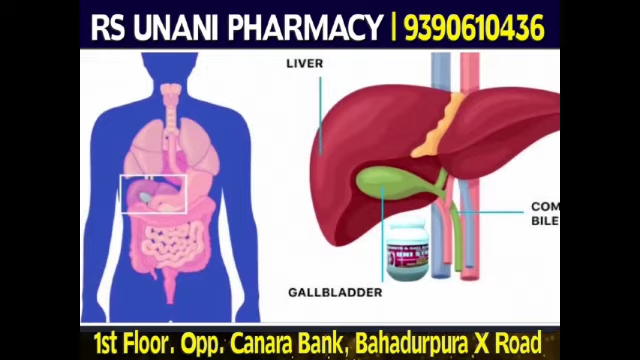 RS UNANI PHARMACY | 9390610436
LIVER
COM
BILE
GALLBLADDER
1st Floor. Opp. Canara Bank, Bahadurpura X Road